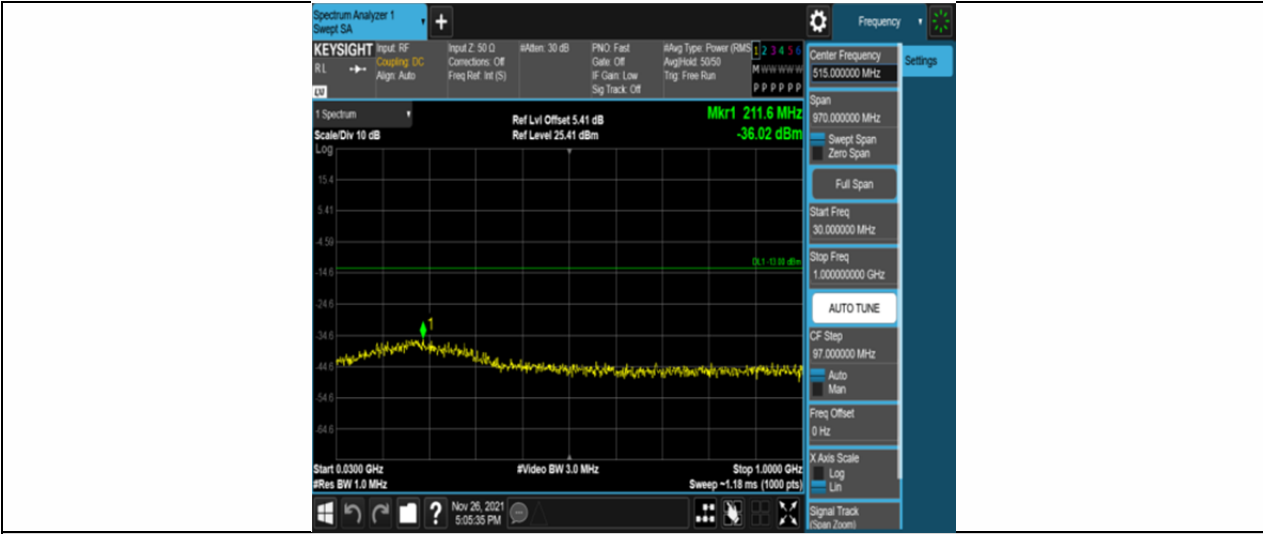 Spectrum Analyzer 1
Swept SA
+
Frequency
KEYSIGHT
RL
LV
Input: RF
Coupling: DC
Align: Auto
Input Z: 50 Ω
Corrections: Off
Freq Ref: Int (S)
#Atten: 30 dB
PNO: Fast
Gate: Off
IF Gain: Low
Sig Track: Off
#Avg Type: Power (RMS
Avg|Hold: 50/50
Trig: Free Run
1 2 3 4 5 6
M W W W W W
P P P P P P
1 Spectrum
Scale/Div 10 dB
Log
Ref Lvl Offset 5.41 dB
Ref Level 25.41 dBm
Mkr1 211.6 MHz
-36.02 dBm
15.4
5.41
-4.59
-14.6
-24.6
-34.6
-44.6
-54.6
-64.6
DL1 -13.00 dBm
1
Start 0.0300 GHz
#Res BW 1.0 MHz
#Video BW 3.0 MHz
Stop 1.0000 GHz
Sweep ~1.18 ms (1000 pts)
?
Nov 26, 2021
5:05:35 PM
Center Frequency
515.000000 MHz
Settings
Span
970.000000 MHz
Swept Span
Zero Span
Full Span
Start Freq
30.000000 MHz
Stop Freq
1.000000000 GHz
AUTO TUNE
CF Step
97.000000 MHz
Auto
Man
Freq Offset
0 Hz
X Axis Scale
Log
Lin
Signal Track
(Span Zoom)